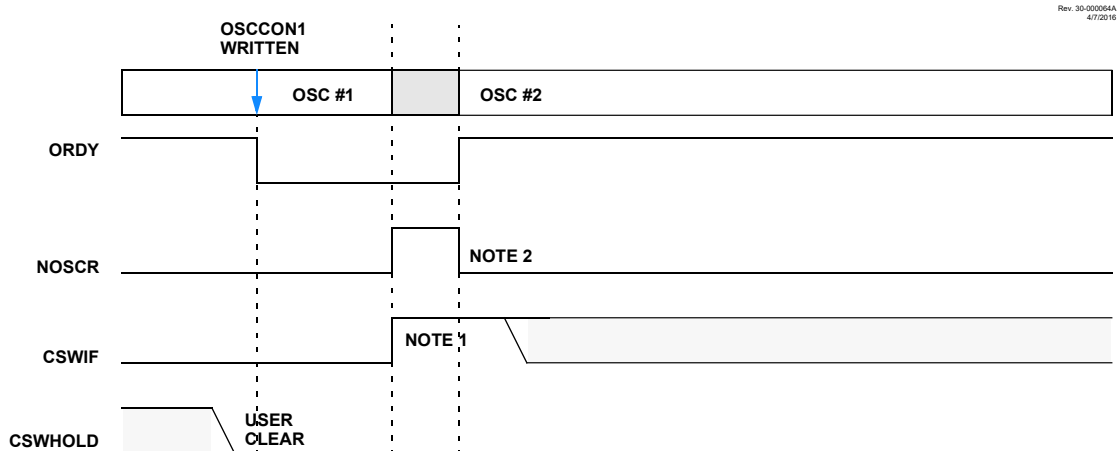 Rev. 30-000064A
4/7/2016
OSCCON1
WRITTEN
OSC #1
OSC #2
ORDY
NOSCR
NOTE 2
CSWIF
NOTE 1
CSWHOLD
USER
CLEAR